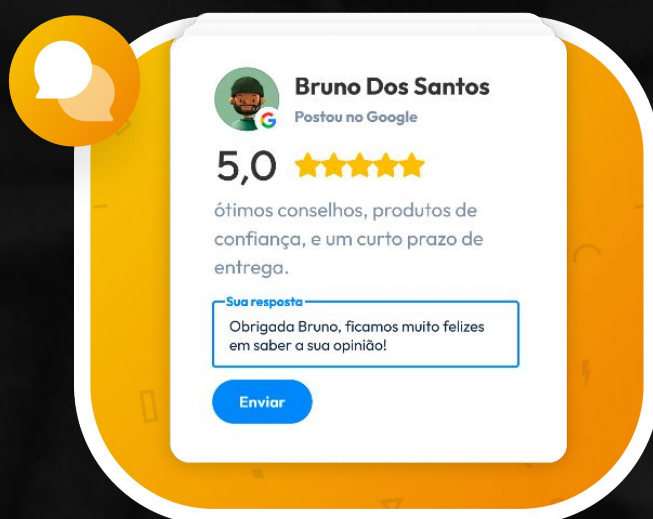 Bruno Dos Santos
Postou no Google
5,0
ótimos conselhos, produtos de
confiança, e um curto prazo de
entrega.
Sua resposta
Obrigada Bruno, ficamos muito felizes
em saber a sua opinião!
Enviar